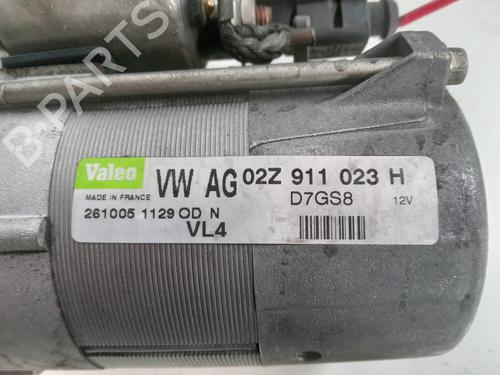 B-PARTS
Valeo
VW AG 02Z 911 023 H
MADE IN FRANCE
D7GS8 12V
261005 1129 OD N
VL4